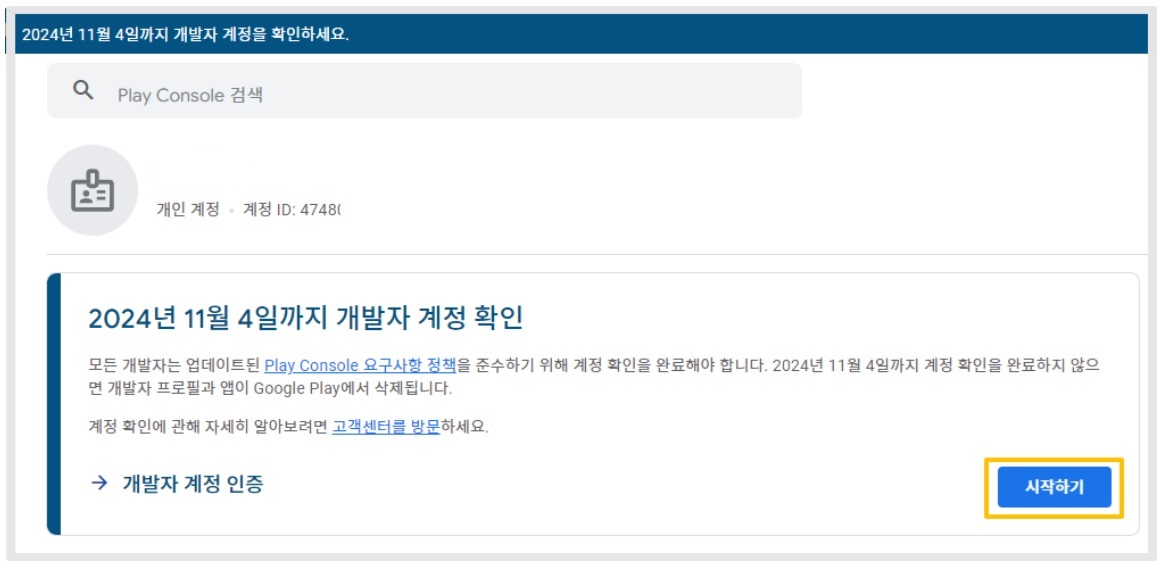 2024년 11월 4일까지 개발자 계정을 확인하세요.
Play Console 검색
개인 계정 • 계정 ID: 47480
2024년 11월 4일까지 개발자 계정 확인
모든 개발자는 업데이트된 Play Console 요구사항 정책을 준수하기 위해 계정 확인을 완료해야 합니다. 2024년 11월 4일까지 계정 확인을 완료하지 않으
면 개발자 프로필과 앱이 Google Play에서 삭제됩니다.
계정 확인에 관해 자세히 알아보려면 고객센터를 방문하세요.
→ 개발자 계정 인증
시작하기